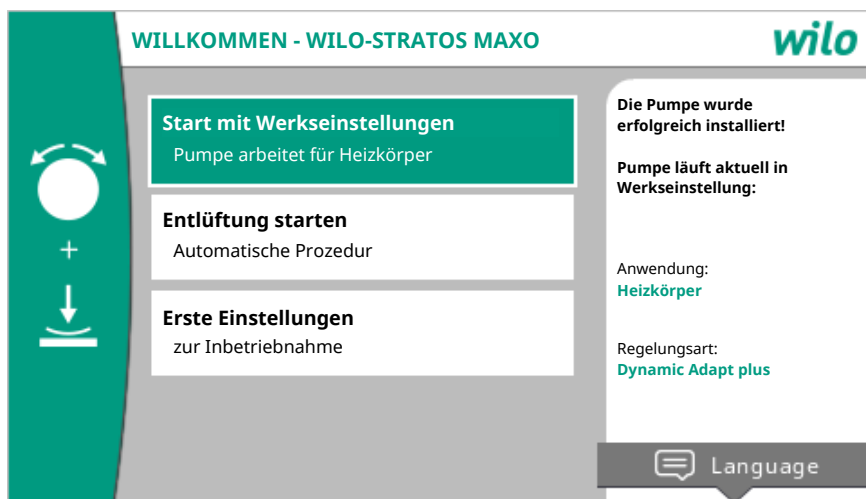 WILLKOMMEN - WILO-STRATOS MAXO
wilo
Start mit Werkseinstellungen
Pumpe arbeitet für Heizkörper
Entlüftung starten
Automatische Prozedur
Erste Einstellungen
zur Inbetriebnahme
+
Die Pumpe wurde
erfolgreich installiert!
Pumpe läuft aktuell in
Werkseinstellung:
Anwendung:
Heizkörper
Regelungsart:
Dynamic Adapt plus
Language